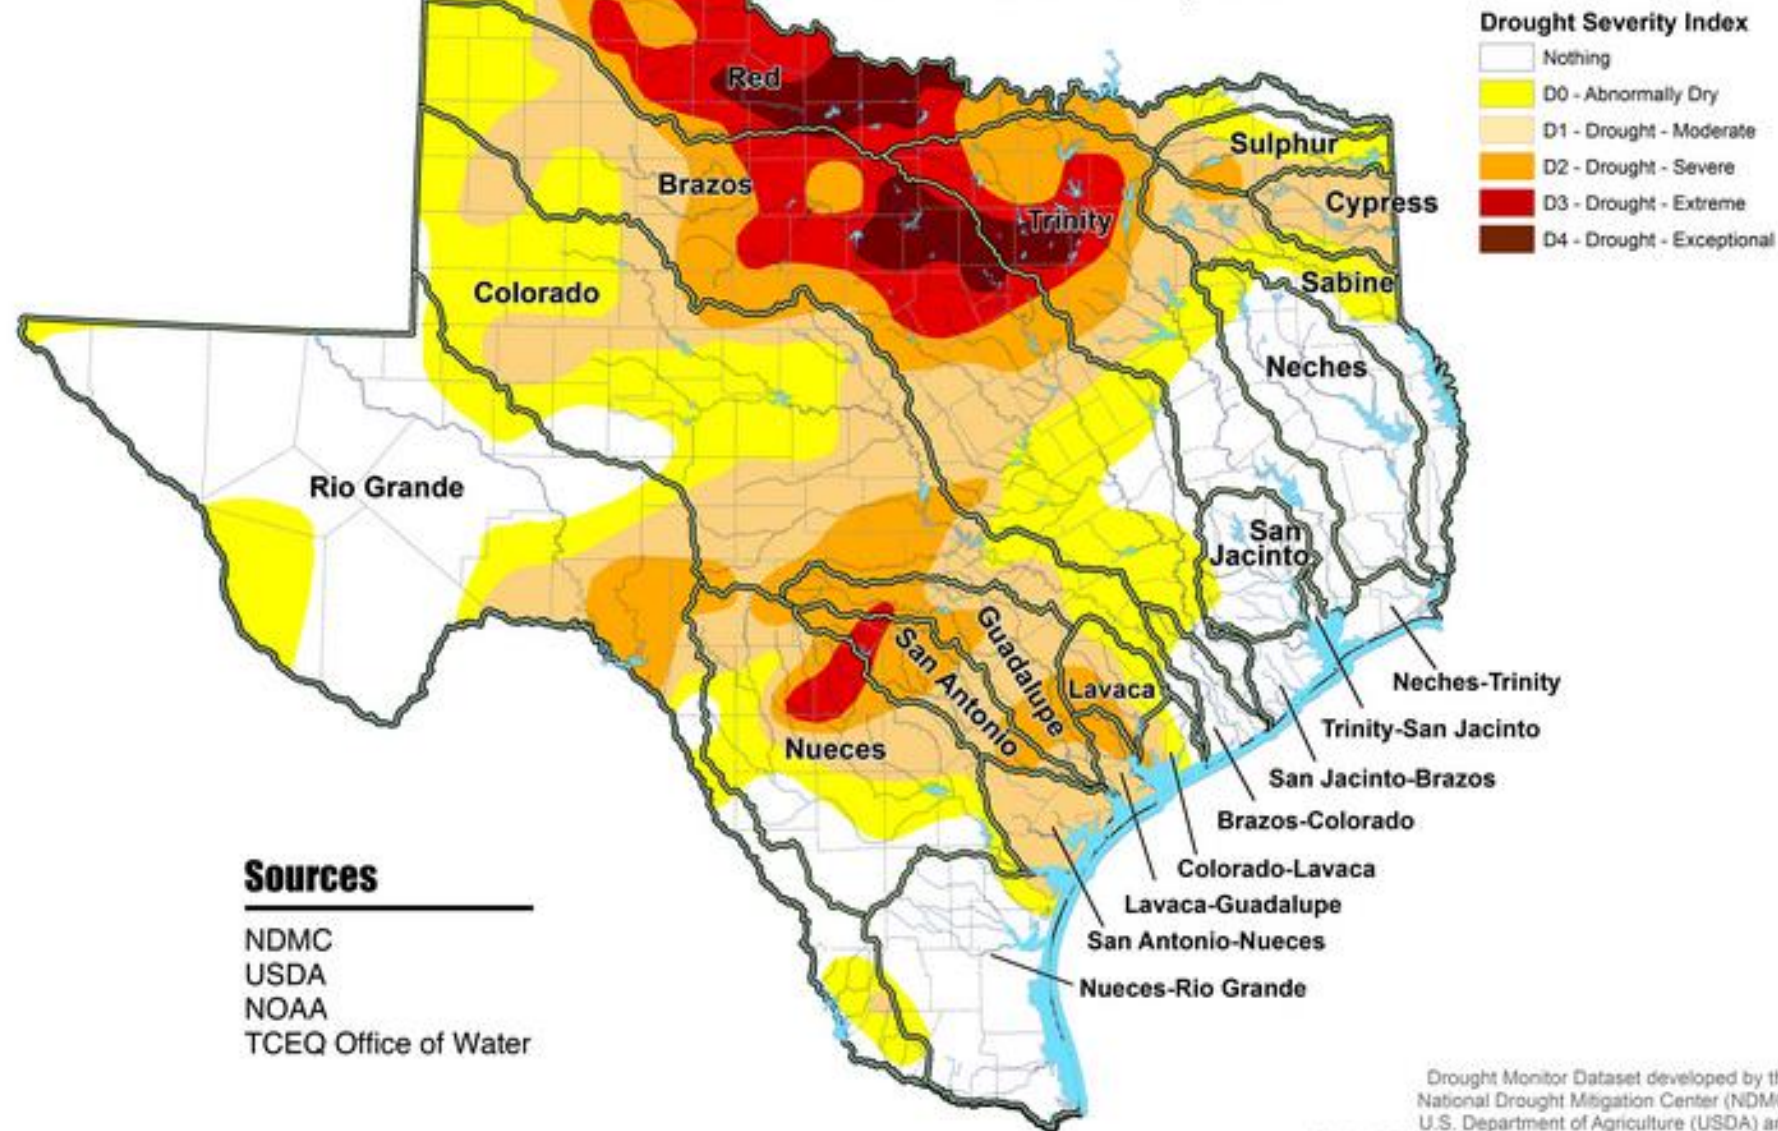 Drought Severity Index
Nothing
D0 - Abnormally Dry
D1 - Drought - Moderate
D2 - Drought - Severe
D3 - Drought - Extreme
D4 - Drought - Exceptional
Red
Sulphur
Brazos
Cypress
Trinity
Sabine
Colorado
Neches
Rio Grande
San
Jacinto
Guadalupe
San Antonio
Lavaca
Neches-Trinity
Trinity-San Jacinto
Nueces
San Jacinto-Brazos
Brazos-Colorado
Colorado-Lavaca
Lavaca-Guadalupe
San Antonio-Nueces
Nueces-Rio Grande
Sources
NDMC
USDA
NOAA
TCEQ Office of Water
Drought Monitor Dataset developed by
National Drought Mitigation Center
U.S. Department of Agriculture (USDA)